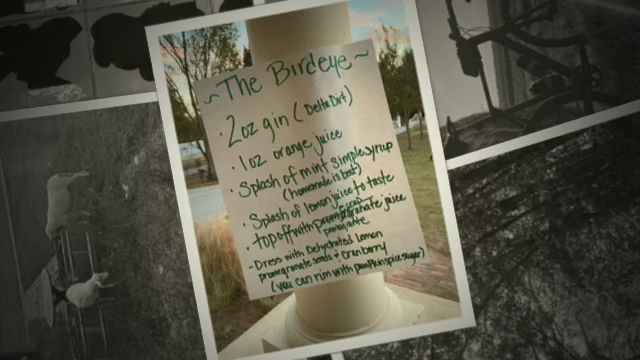 ~The Birdeye~
· 2oz gin (Delta Dirt)
· 1oz orange juice
· Splash of mint simple syrup
(homemade is best)
· Splash of lemon juice to taste
· top off with juice
-Dress with Dehydrated Lemon
promagranate seeds + Cranberry
(you can rim with pumpkin spice sugar)